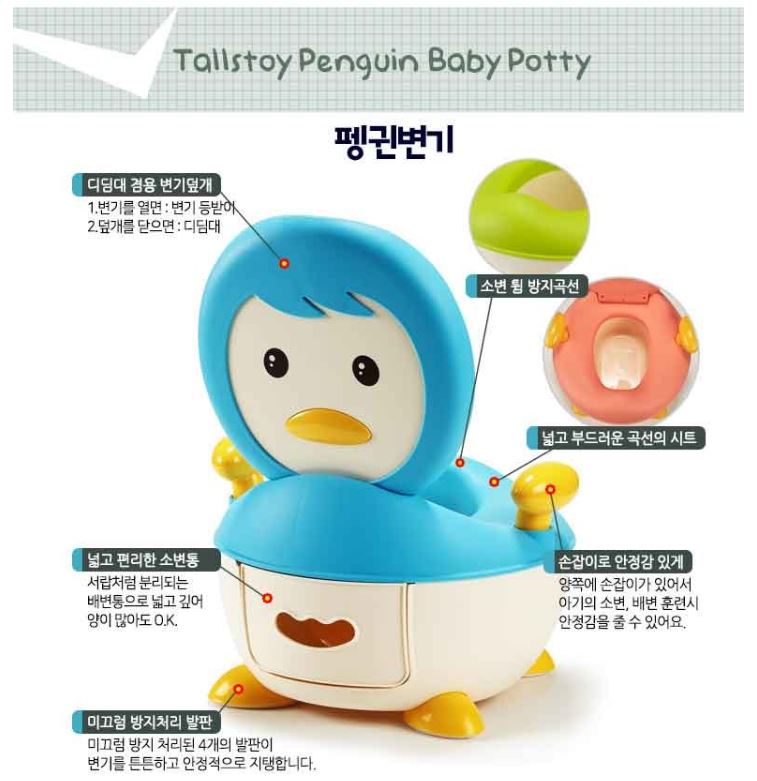 Tallstoy Penguin Baby Potty
펭귄변기
디딤대 겸용 변기덮개
1.변기를 열면 : 변기 등받이
2.덮개를 닫으면 : 디딤대
소변 튐 방지곡선
넓고 부드러운 곡선의 시트
넓고 편리한 소변통
서랍처럼 분리되는
배변통으로 넓고 깊어
양이 많아도 O.K.
손잡이로 안정감 있게
양쪽에 손잡이가 있어서
아기의 소변, 배변 훈련시
안정감을 줄 수 있어요.
미끄럼 방지처리 발판
미끄럼 방지 처리된 4개의 발판이
변기를 튼튼하고 안정적으로 지탱합니다.